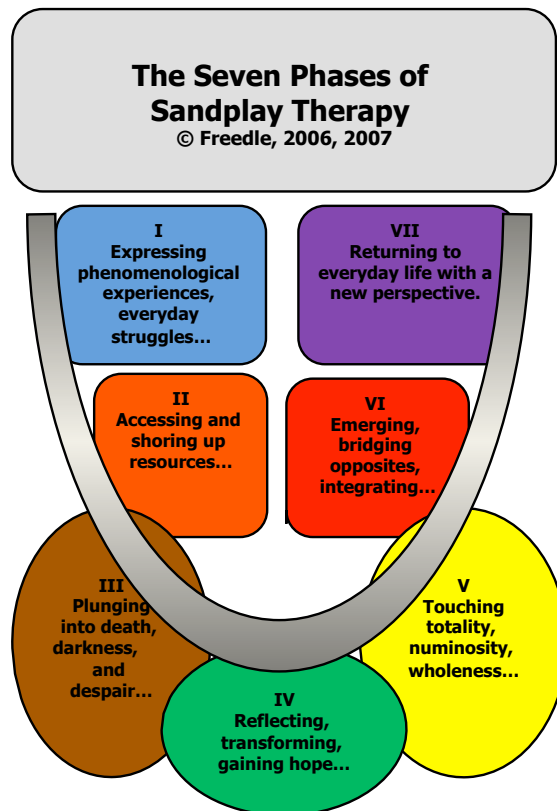 The Seven Phases of
Sandplay Therapy
© Freedle, 2006, 2007
I
Expressing
phenomenological
experiences,
everyday
struggles…
II
Accessing and
shoring up
resources…
III
Plunging
into death,
darkness,
and
despair…
IV
Reflecting,
transforming,
gaining hope…
V
Touching
totality,
numinosity,
wholeness…
VI
Emerging,
bridging
opposites,
integrating…
VII
Returning to
everyday life with a
new perspective.